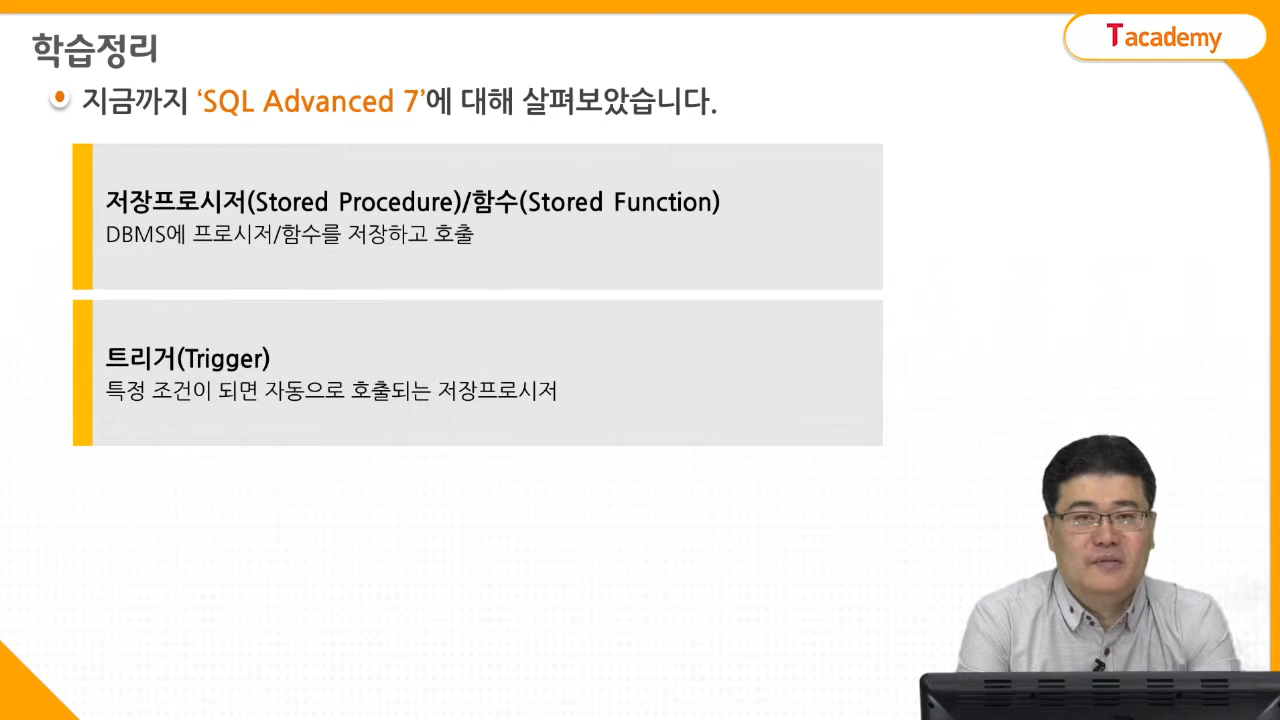 학습정리
Tacademy
지금까지 ‘SQL Advanced 7’에 대해 살펴보았습니다.
저장프로시저(Stored Procedure)/함수(Stored Function)
DBMS에 프로시저/함수를 저장하고 호출
트리거(Trigger)
특정 조건이 되면 자동으로 호출되는 저장프로시저